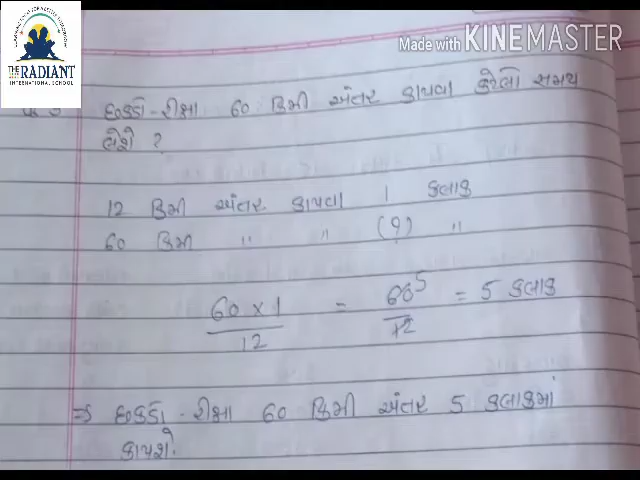 Made with KINEMASTER
THE RADIANT
INTERNATIONAL SCHOOL
છકડો - રીક્ષા 60 કિમી અંતર કાપવા કેટલો સમય
લેશે ?
12 કિમી અંતર કાપવા 1 કલાક
60 કિમી " " (?) "
60 x 1 / 12 = 60 5 / 12 = 5 કલાક
⇒ છકડો - રીક્ષા 60 કિમી અંતર 5 કલાકમાં
કાપશે.